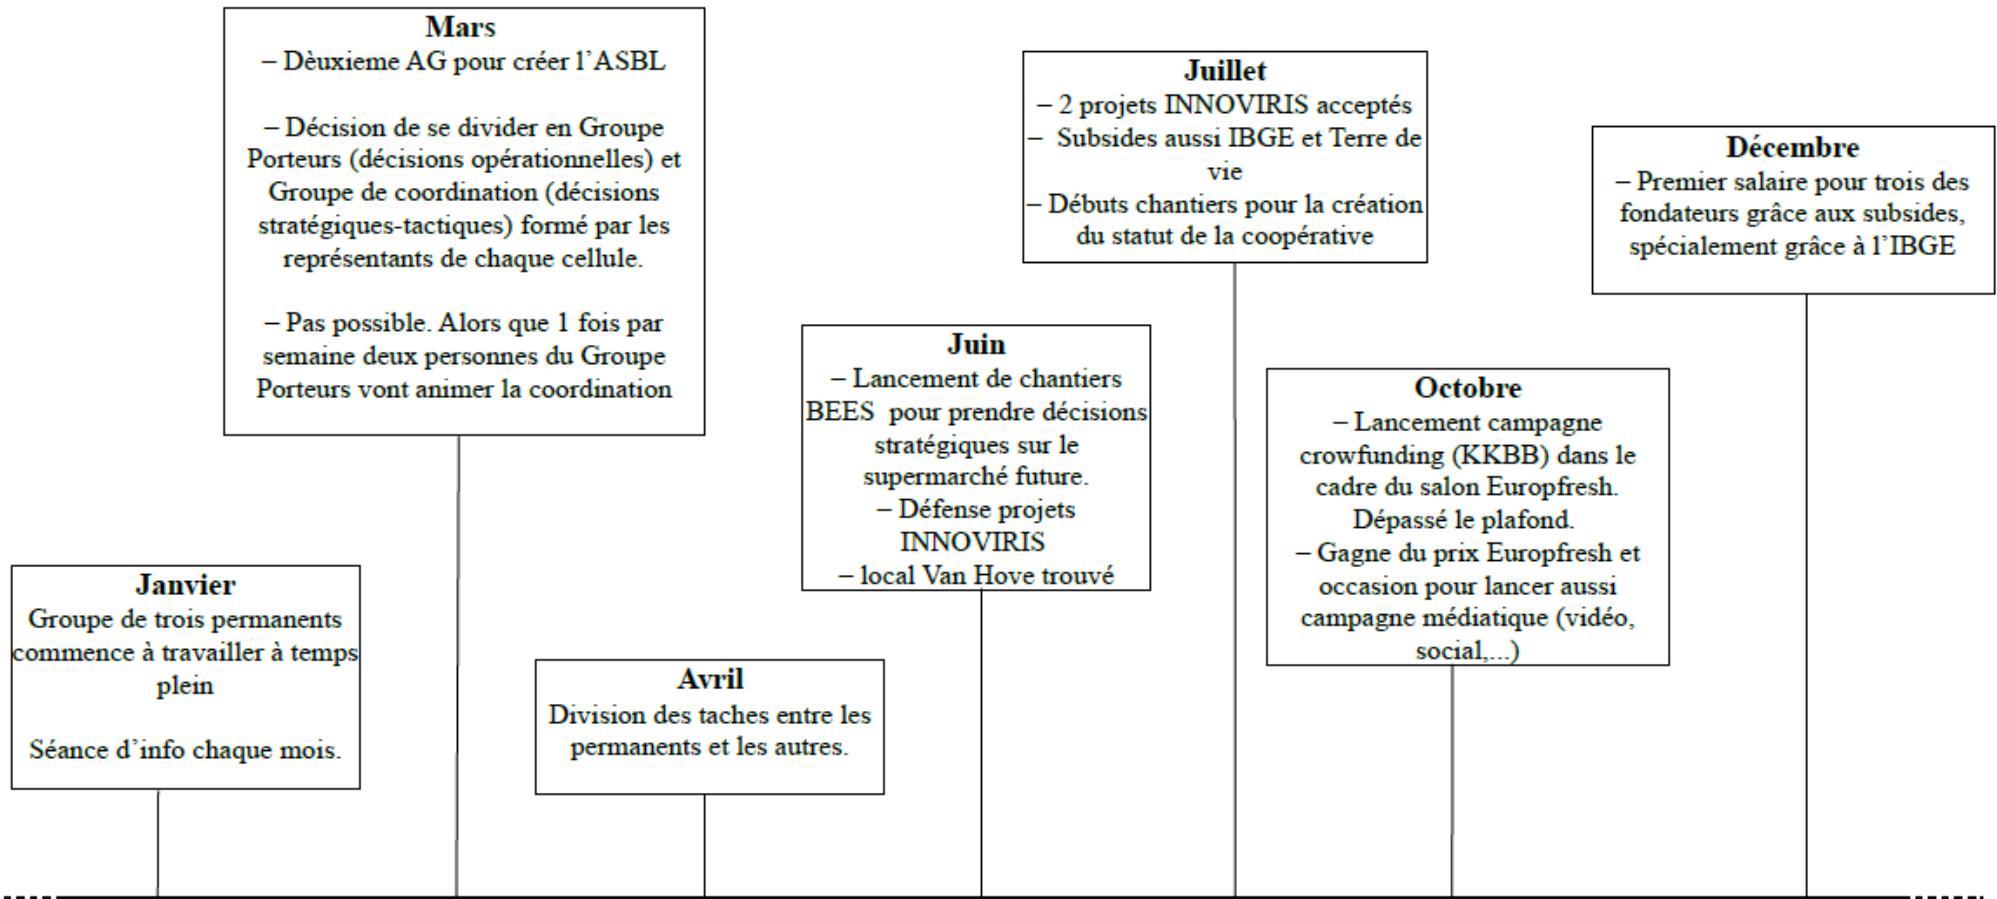 Mars
– Dèuxieme AG pour créer l’ASBL
– Décision de se divider en Groupe
Porteurs (décisions opérationnelles) et
Groupe de coordination (décisions
stratégiques-tactiques) formé par les
représentants de chaque cellule.
– Pas possible. Alors que 1 fois par
semaine deux personnes du Groupe
Porteurs vont animer la coordination
Juillet
– 2 projets INNOVIRIS acceptés
– Subsides aussi IBGE et Terre de
vie
– Débuts chantiers pour la création
du statut de la coopérative
Décembre
– Premier salaire pour trois des
fondateurs grâce aux subsides,
spécialement grâce à l’IBGE
Juin
– Lancement de chantiers
BEES pour prendre décisions
stratégiques sur le
supermarché future.
– Défense projets
INNOVIRIS
– local Van Hove trouvé
Octobre
– Lancement campagne
crowfunding (KKBB) dans le
cadre du salon Europfresh.
Dépassé le plafond.
– Gagne du prix Europfresh et
occasion pour lancer aussi
campagne médiatique (vidéo,
social,...)
Janvier
Groupe de trois permanents
commence à travailler à temps
plein
Séance d’info chaque mois.
Avril
Division des taches entre les
permanents et les autres.